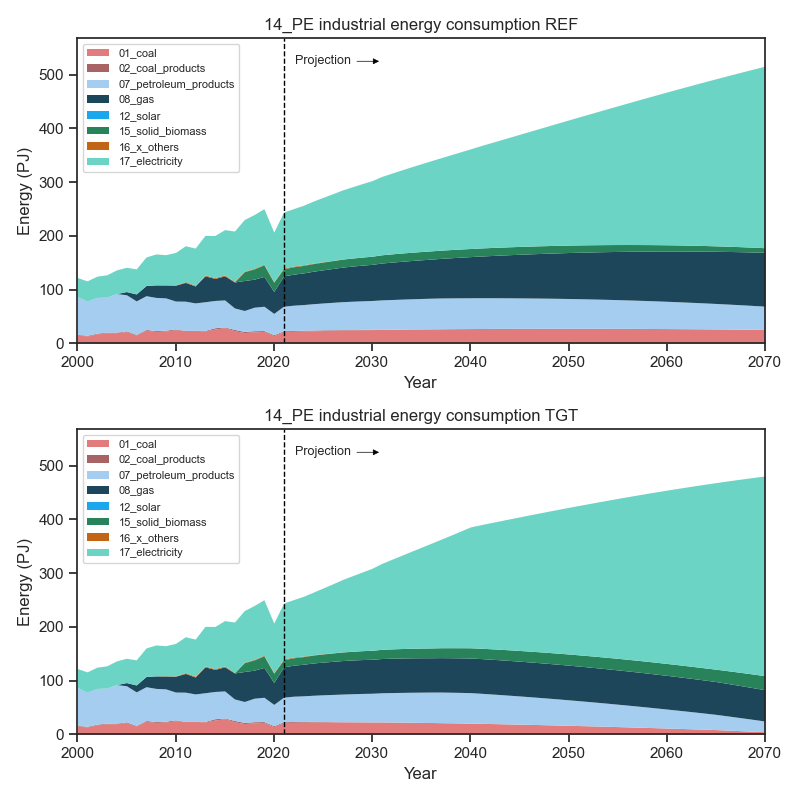 14_PE industrial energy consumption REF
Energy (PJ)
500
400
300
200
100
0
01_coal
02_coal_products
07_petroleum_products
08_gas
12_solar
15_solid_biomass
16_x_others
17_electricity
Projection
2000 2010 2020 2030 2040 2050 2060 2070
Year
14_PE industrial energy consumption TGT
Energy (PJ)
500
400
300
200
100
0
01_coal
02_coal_products
07_petroleum_products
08_gas
12_solar
15_solid_biomass
16_x_others
17_electricity
Projection
2000 2010 2020 2030 2040 2050 2060 2070
Year